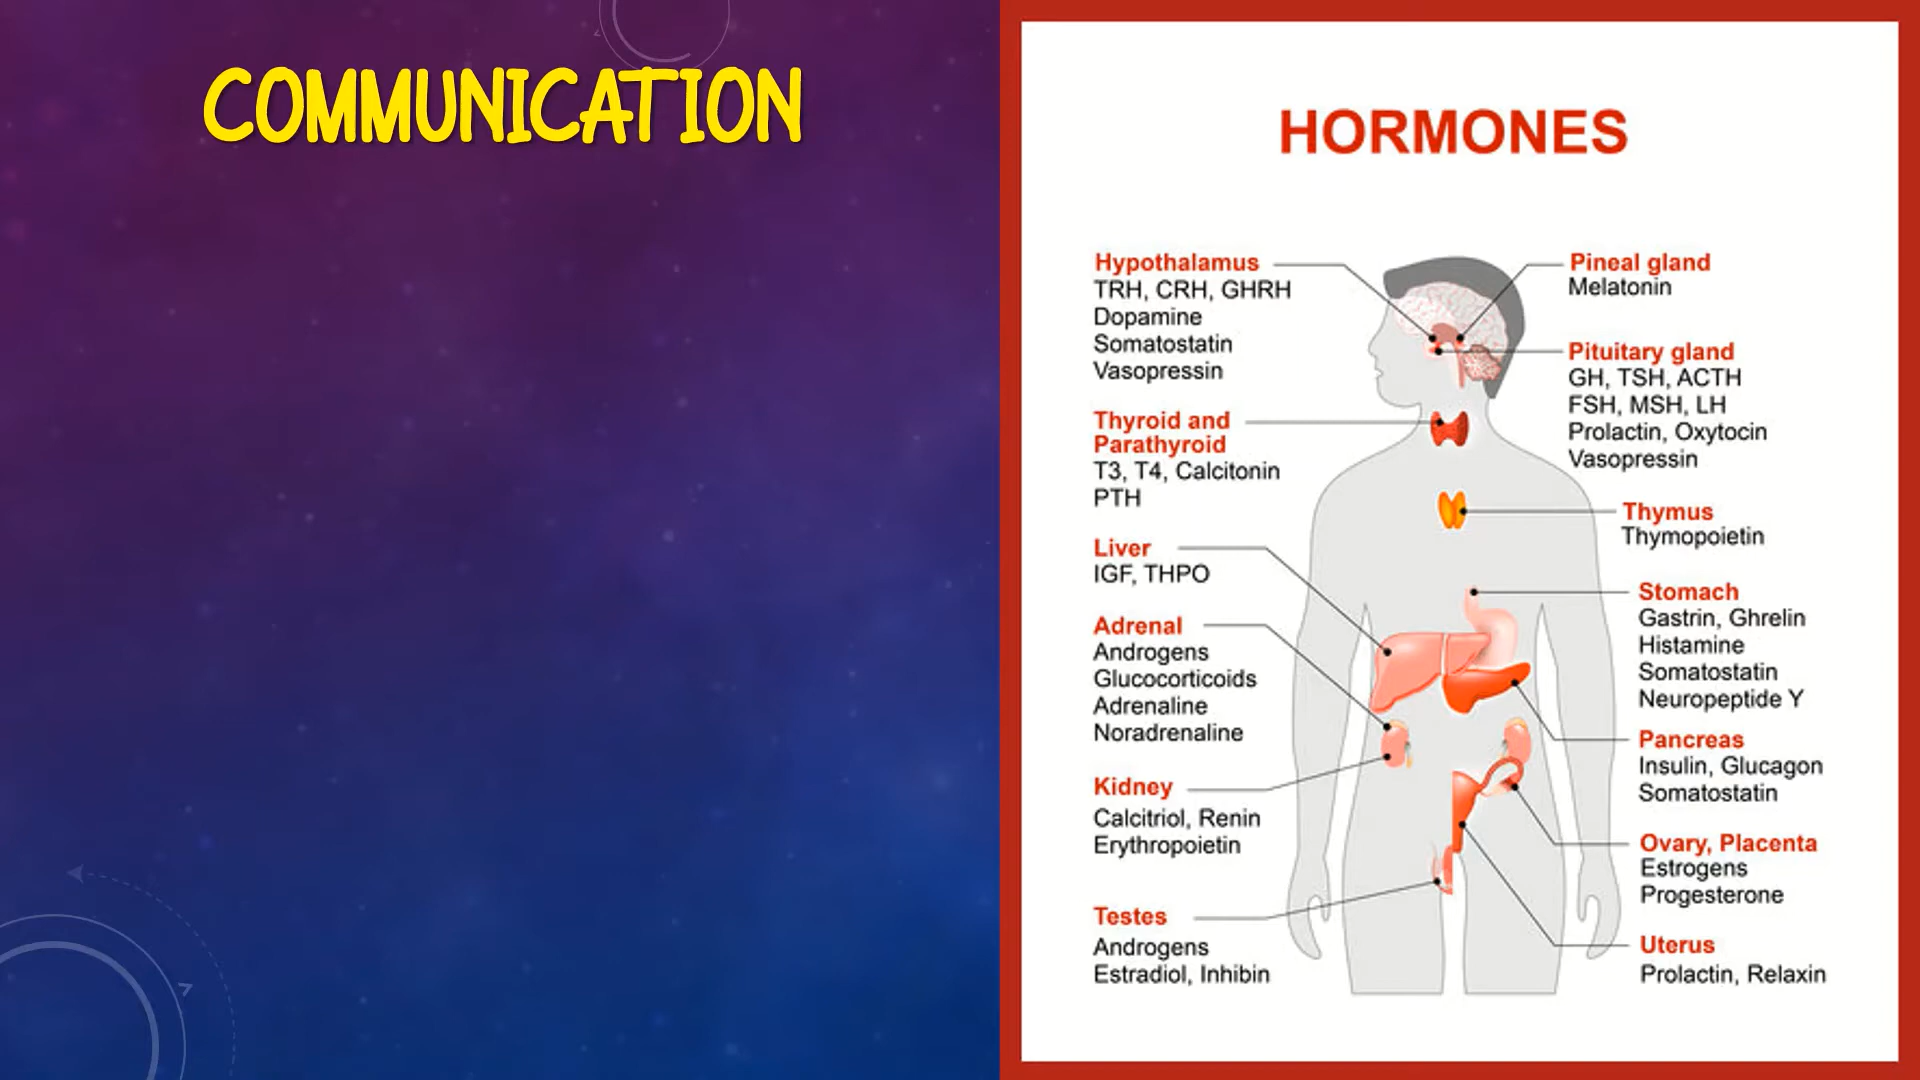 COMMUNICATION
HORMONES
Hypothalamus
TRH, CRH, GHRH
Dopamine
Somatostatin
Vasopressin
Thyroid and
Parathyroid
T3, T4, Calcitonin
PTH
Liver
IGF, THPO
Adrenal
Androgens
Glucocorticoids
Adrenaline
Noradrenaline
Kidney
Calcitriol, Renin
Erythropoietin
Testes
Androgens
Estradiol, Inhibin
Pineal gland
Melatonin
Pituitary gland
GH, TSH, ACTH
FSH, MSH, LH
Prolactin, Oxytocin
Vasopressin
Thymus
Thymopoietin
Stomach
Gastrin, Ghrelin
Histamine
Somatostatin
Neuropeptide Y
Pancreas
Insulin, Glucagon
Somatostatin
Ovary, Placenta
Estrogens
Progesterone
Uterus
Prolactin, Relaxin